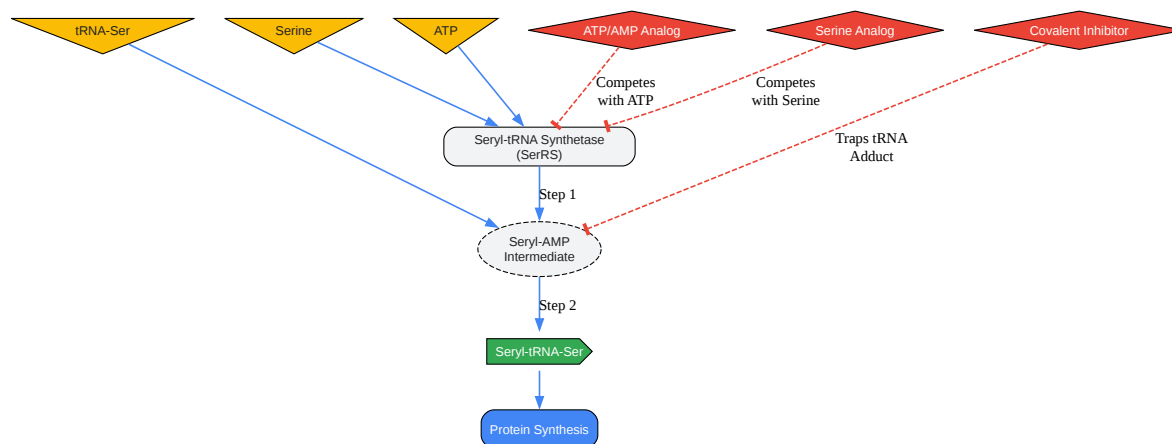 tRNA-Ser
Serine
ATP
ATP/AMP Analog
Serine Analog
Covalent Inhibitor
Competes
with ATP
Competes
with Serine
Traps tRNA
Adduct
Seryl-tRNA Synthetase
(SerRS)
Step 1
Seryl-AMP
Intermediate
Step 2
Seryl-tRNA-Ser
Protein Synthesis